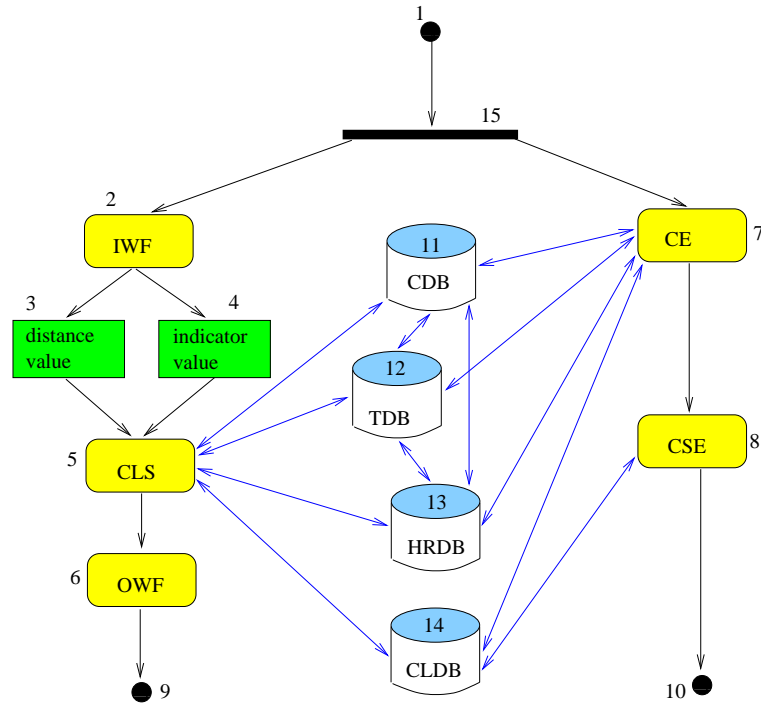 1
15
2
IWF
11
CDB
CE
7
3
4
distance
value
indicator
value
12
TDB
5
CLS
CSE
8
13
HRDB
6
OWF
14
CLDB
9
10